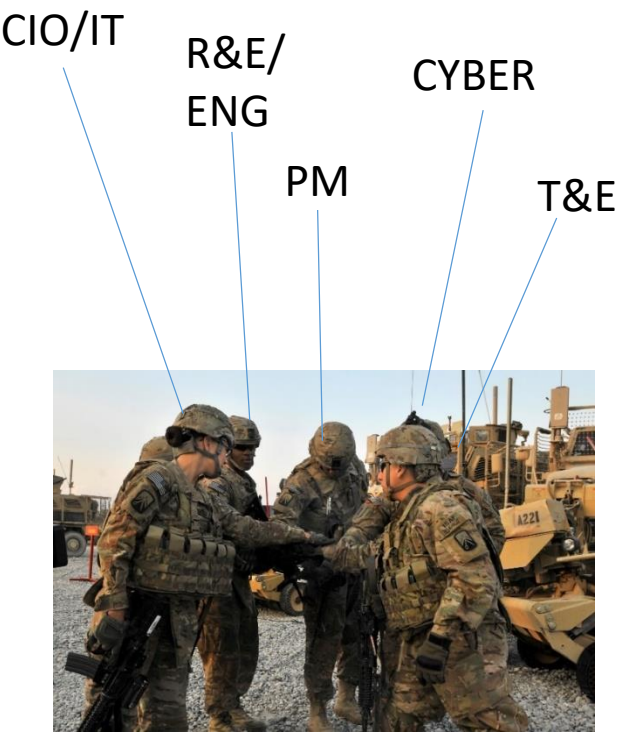 CIO/IT
R&E/
ENG
CYBER
PM
T&E
A221